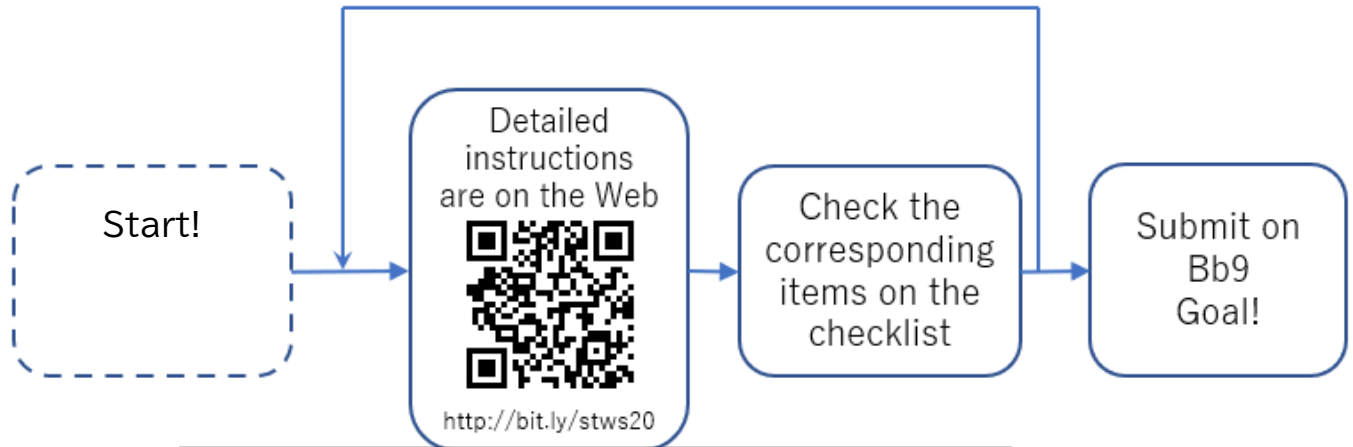 Start!
Detailed
instructions
are on the Web
http://bit.ly/stws20
Check the
corresponding
items on the
checklist
Submit on
Bb9
Goal!